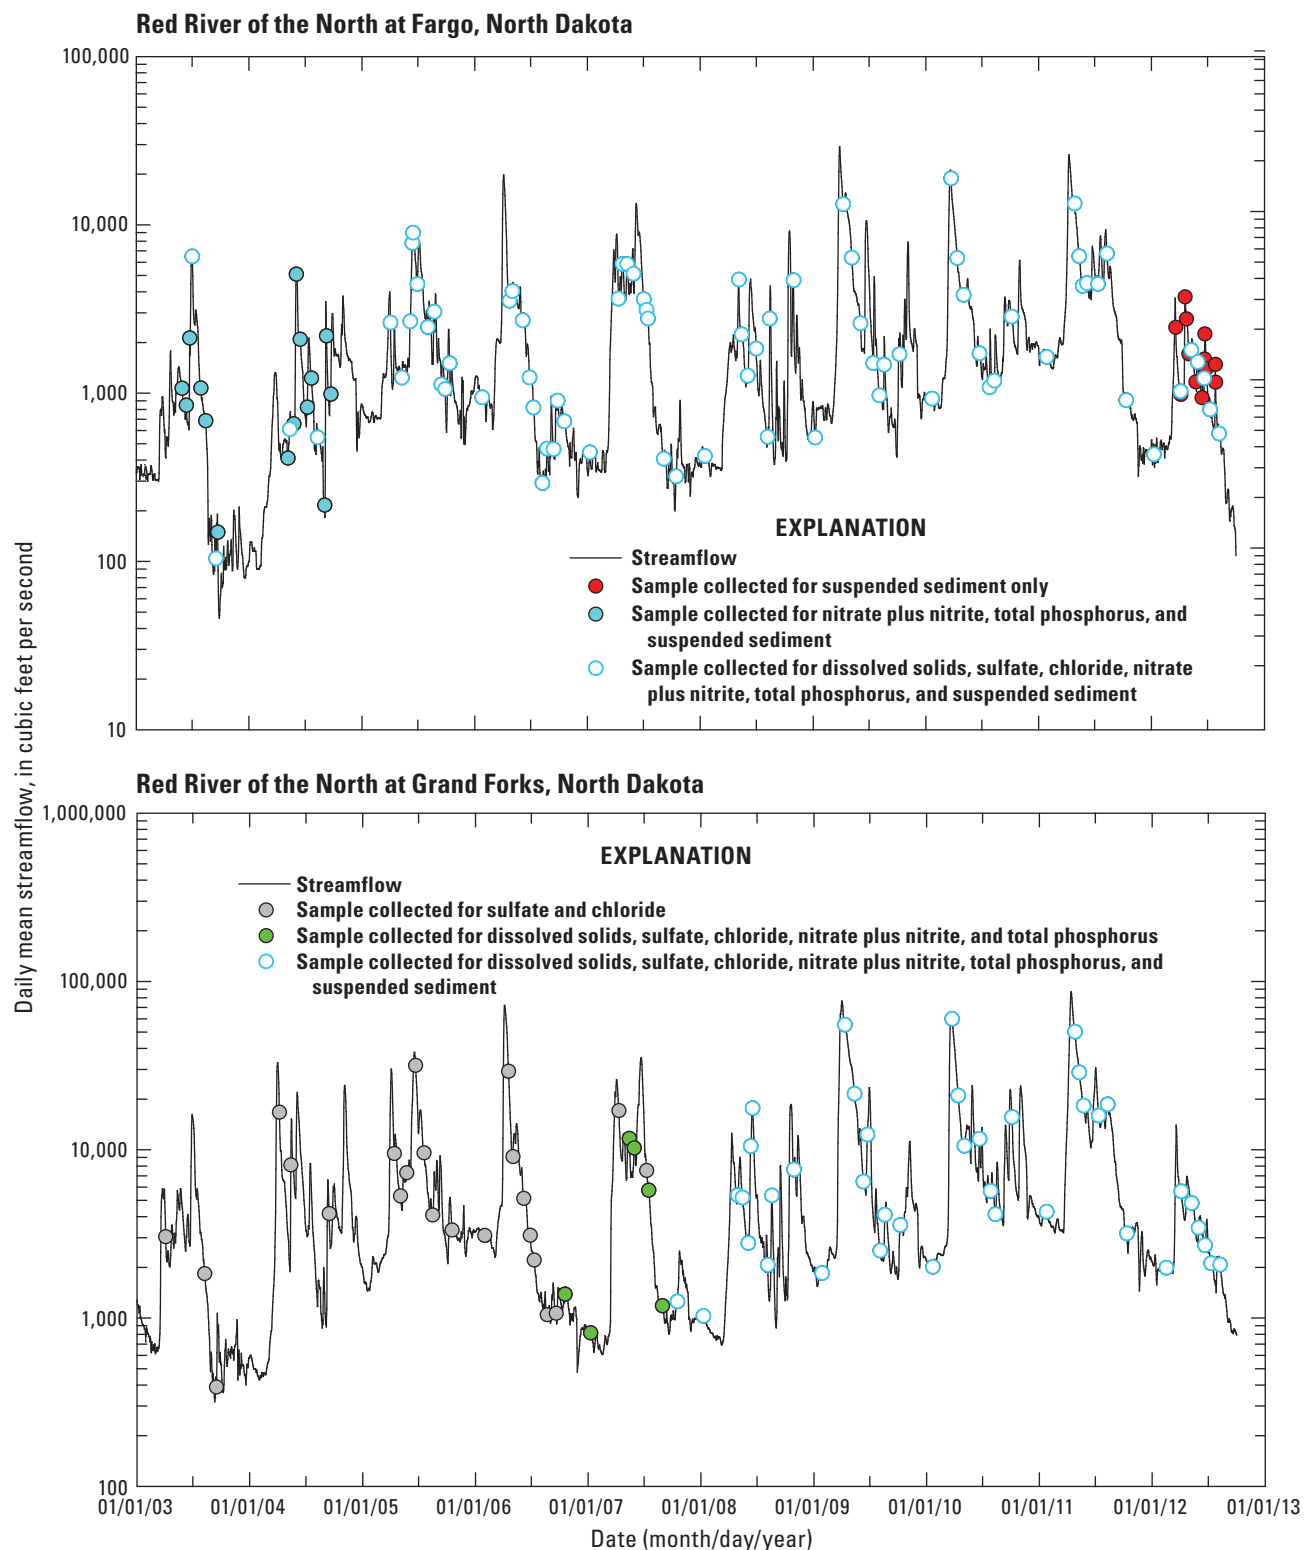 Red River of the North at Fargo, North Dakota
100,000
10,000
1,000
100
10
EXPLANATION
Streamflow
Sample collected for suspended sediment only
Sample collected for nitrate plus nitrite, total phosphorus, and
suspended sediment
Sample collected for dissolved solids, sulfate, chloride, nitrate
plus nitrite, total phosphorus, and suspended sediment
Daily mean streamflow, in cubic feet per second
Red River of the North at Grand Forks, North Dakota
1,000,000
100,000
10,000
1,000
100
EXPLANATION
Streamflow
Sample collected for sulfate and chloride
Sample collected for dissolved solids, sulfate, chloride, nitrate plus nitrite, and total phosphorus
Sample collected for dissolved solids, sulfate, chloride, nitrate plus nitrite, total phosphorus, and
suspended sediment
01/01/03 01/01/04 01/01/05 01/01/06 01/01/07 01/01/08 01/01/09 01/01/10 01/01/11 01/01/12 01/01/13
Date (month/day/year)